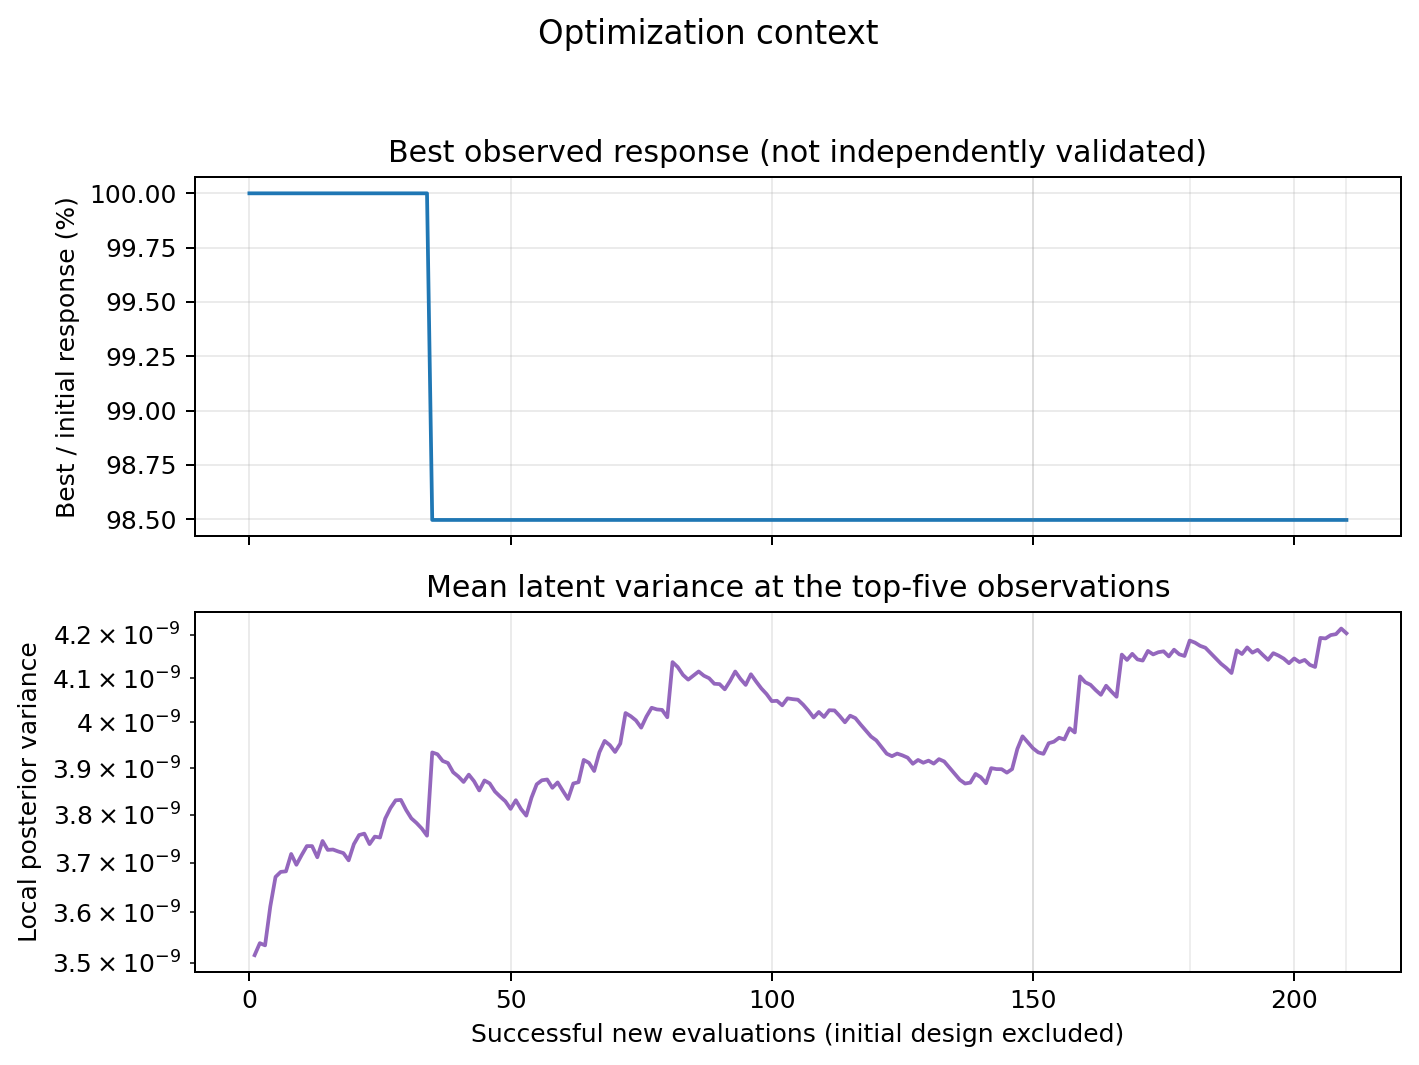 Optimization context
Best observed response (not independently validated)
Best / initial response (%)
100.00
99.75
99.50
99.25
99.00
98.75
98.50
Mean latent variance at the top-five observations
Local posterior variance
4.2 × 10⁻⁹
4.1 × 10⁻⁹
4 × 10⁻⁹
3.9 × 10⁻⁹
3.8 × 10⁻⁹
3.7 × 10⁻⁹
3.6 × 10⁻⁹
3.5 × 10⁻⁹
0 50 100 150 200
Successful new evaluations (initial design excluded)